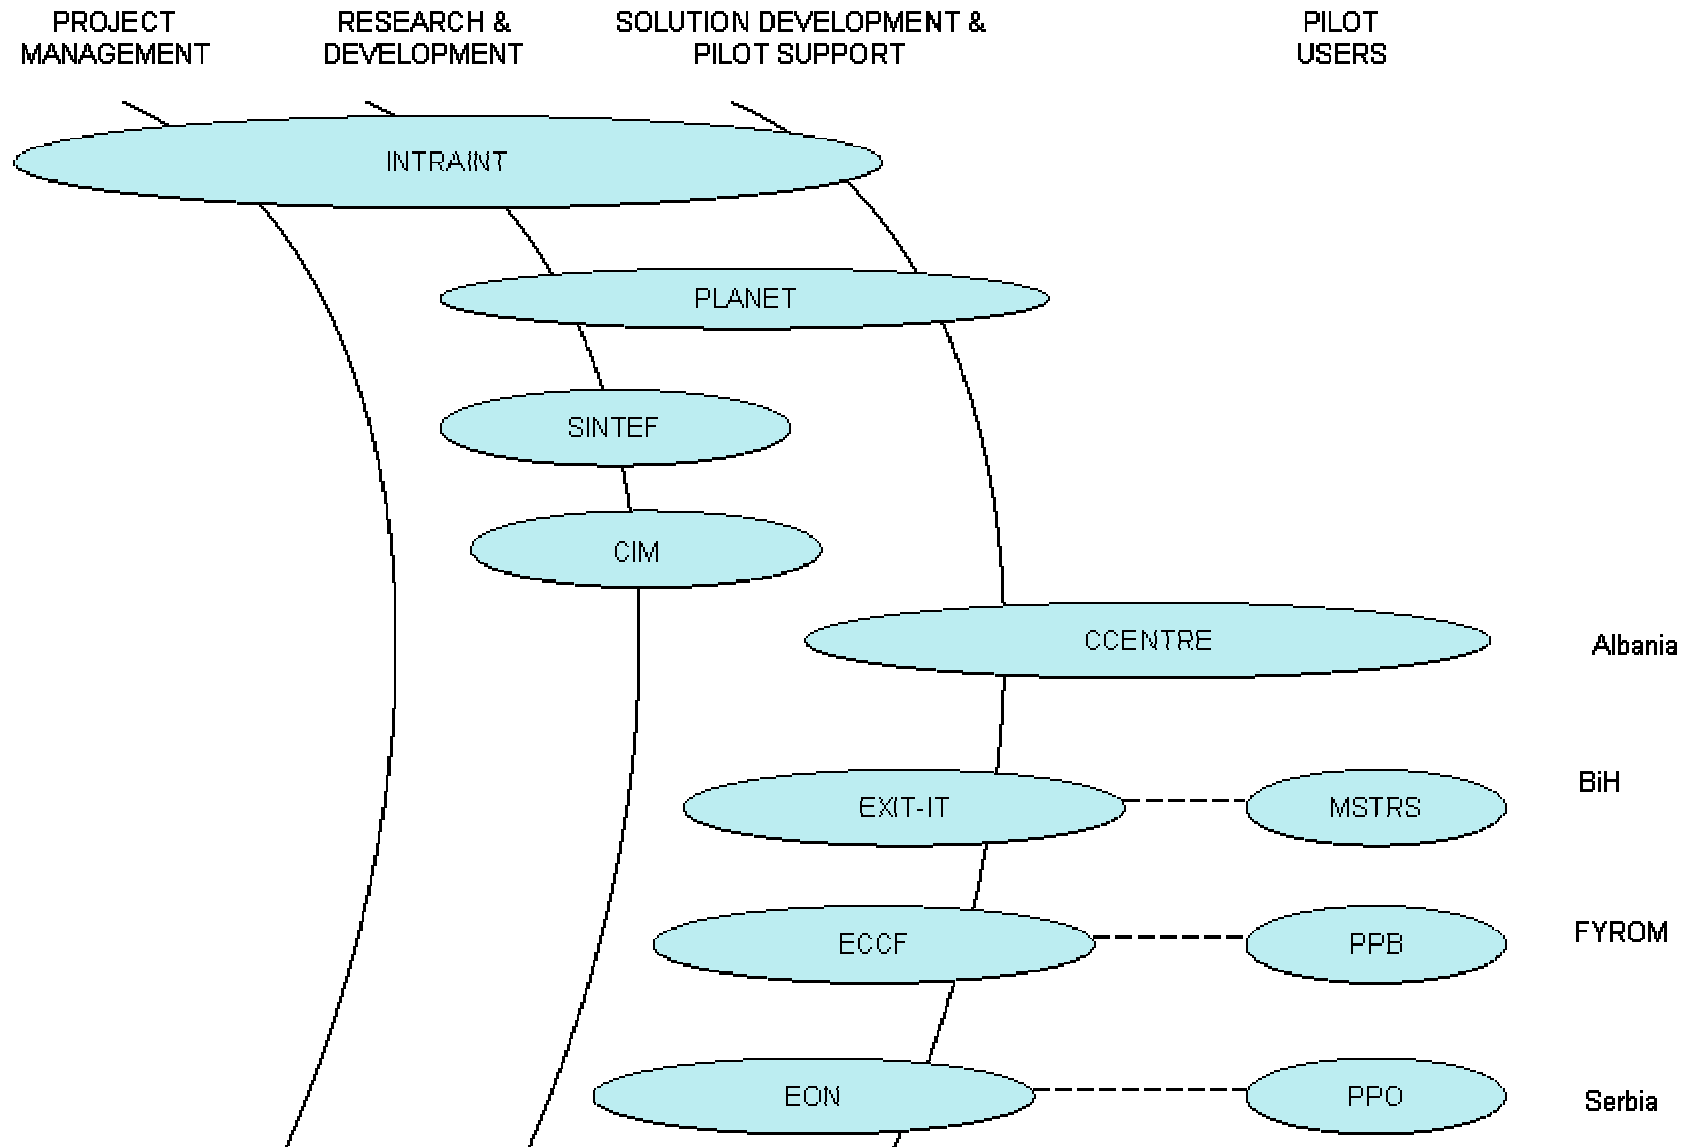 PROJECT
MANAGEMENT
RESEARCH &
DEVELOPMENT
SOLUTION DEVELOPMENT &
PILOT SUPPORT
PILOT
USERS
INTRAINT
PLANET
SINTEF
CIM
CCENTRE
Albania
EXIT-IT
MSTRS
BiH
ECCF
PPB
FYROM
EON
PPO
Serbia